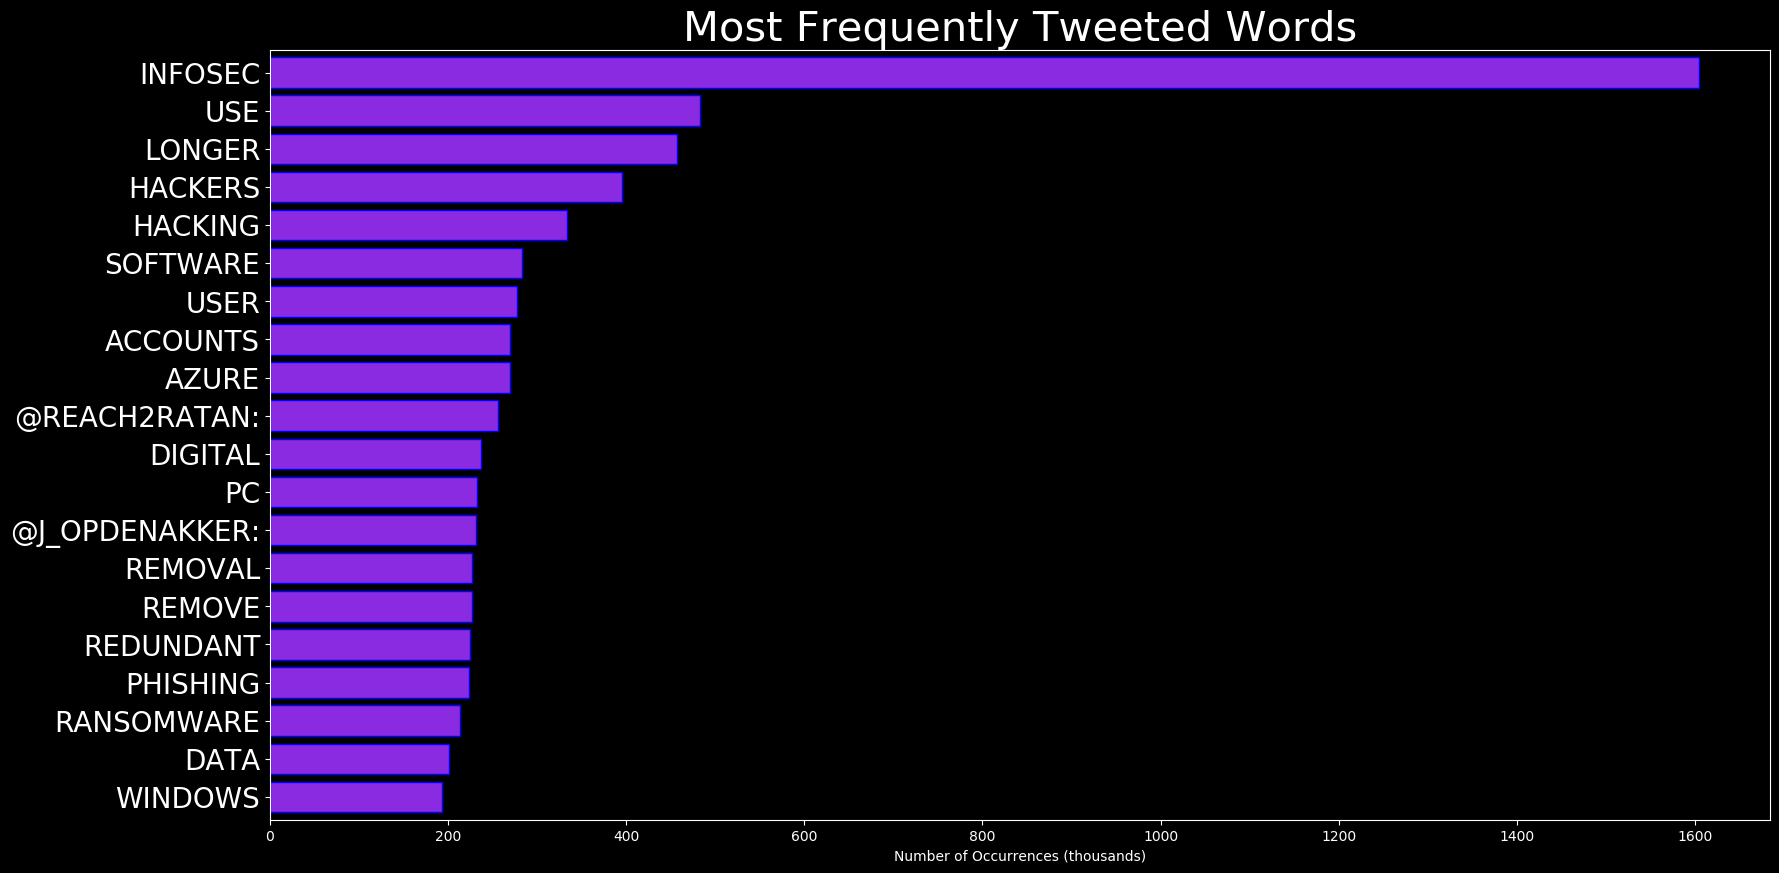 Most Frequently Tweeted Words
INFOSEC
USE
LONGER
HACKERS
HACKING
SOFTWARE
USER
ACCOUNTS
AZURE
@REACH2RATAN:
DIGITAL
PC
@J_OPDENAKKER:
REMOVAL
REMOVE
REDUNDANT
PHISHING
RANSOMWARE
DATA
WINDOWS
0 200 400 600 800 1000 1200 1400 1600
Number of Occurrences (thousands)